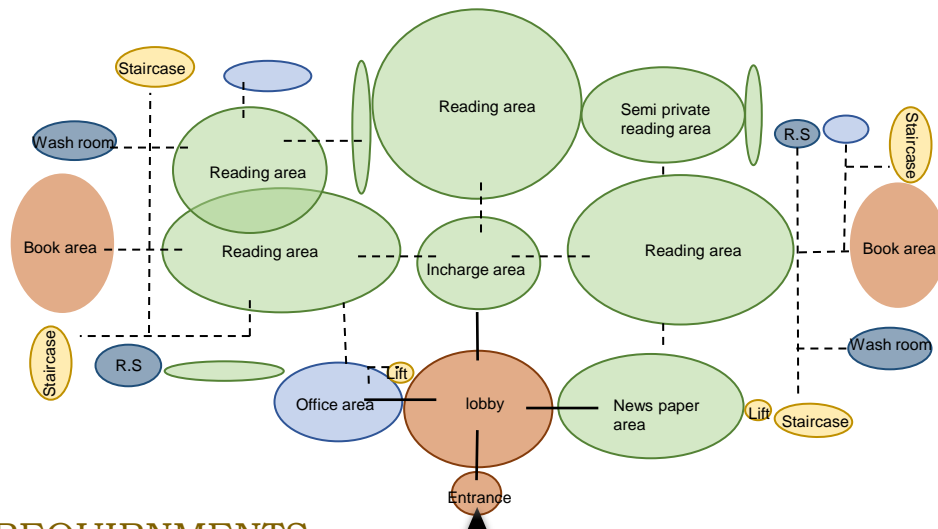 Staircase
Reading area
Semi private
reading area
Staircase
R.S
Wash room
Reading area
Book area
Reading area
Incharge area
Reading area
Book area
Staircase
R.S
Lift
Wash room
Office area
lobby
News paper
area
Lift
Staircase
Entrance
REQUIRNMENTS